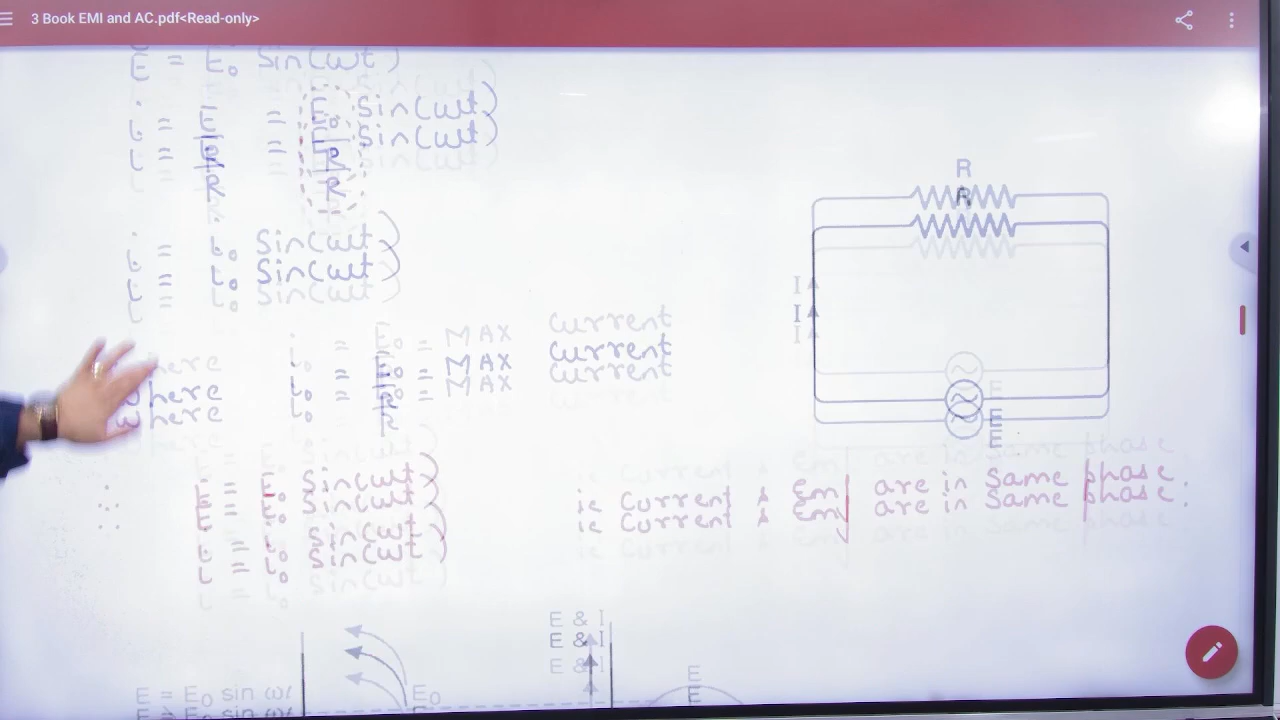 3 Book EMI and AC.pdf<Read-only>
E = E₀ Sin(ωt)
i = E/R = E₀/R Sin(ωt)
i = i₀ Sin(ωt)
where i₀ = E₀/R = MAX Current
∴ E = E₀ Sin(ωt)
i = i₀ Sin(ωt)
ie Current & emf are in Same phase.
R
I
E
E & I
E = E₀ sin ωt
E₀
E